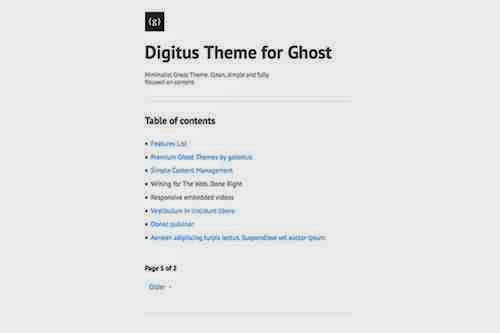 (g)
Digitus Theme for Ghost
Minimalist Ghost Theme. Clean, simple and fully
focused on content.
Table of contents
Features List
Premium Ghost Themes by gbjsolution
Simple Content Management
Writing for The Web, Done Right
Responsive embedded videos
Vestibulum in tincidunt libero
Donec pulvinar
Aenean adipiscing turpis lectus, Suspendisse vel auctor ipsum
Page 1 of 2
Older